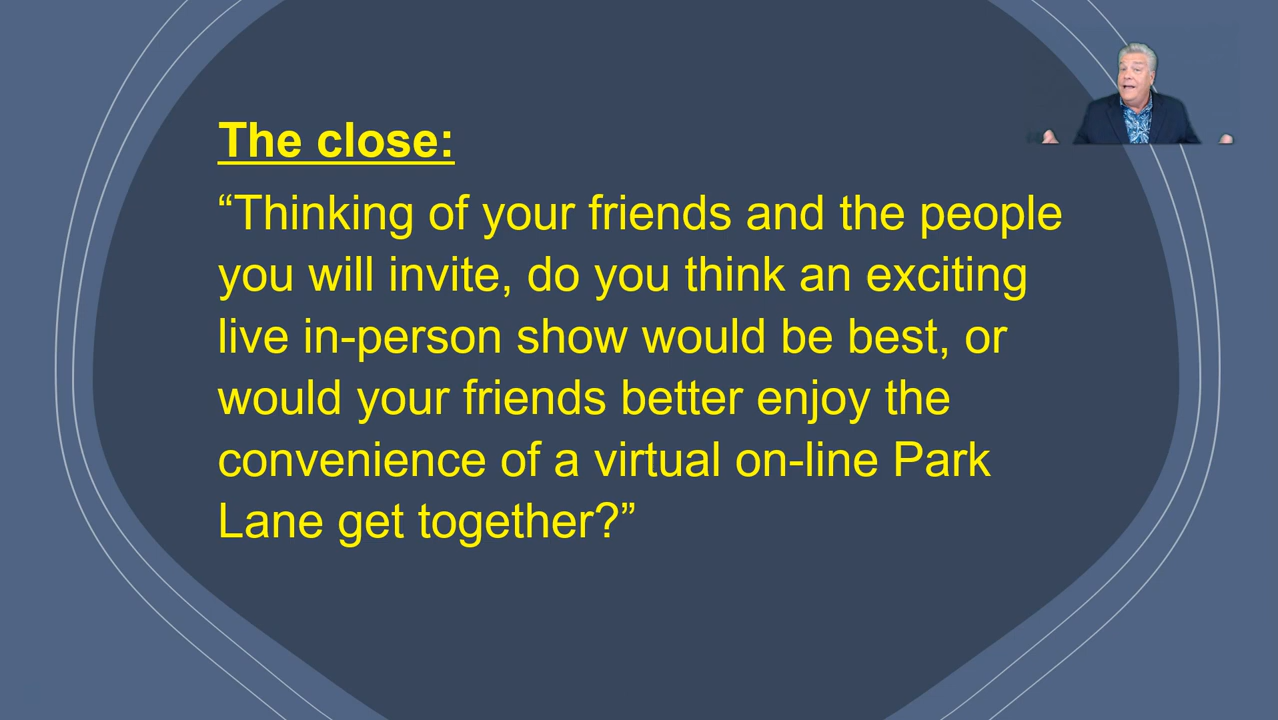 The close:
“Thinking of your friends and the people
you will invite, do you think an exciting
live in-person show would be best, or
would your friends better enjoy the
convenience of a virtual on-line Park
Lane get together?”